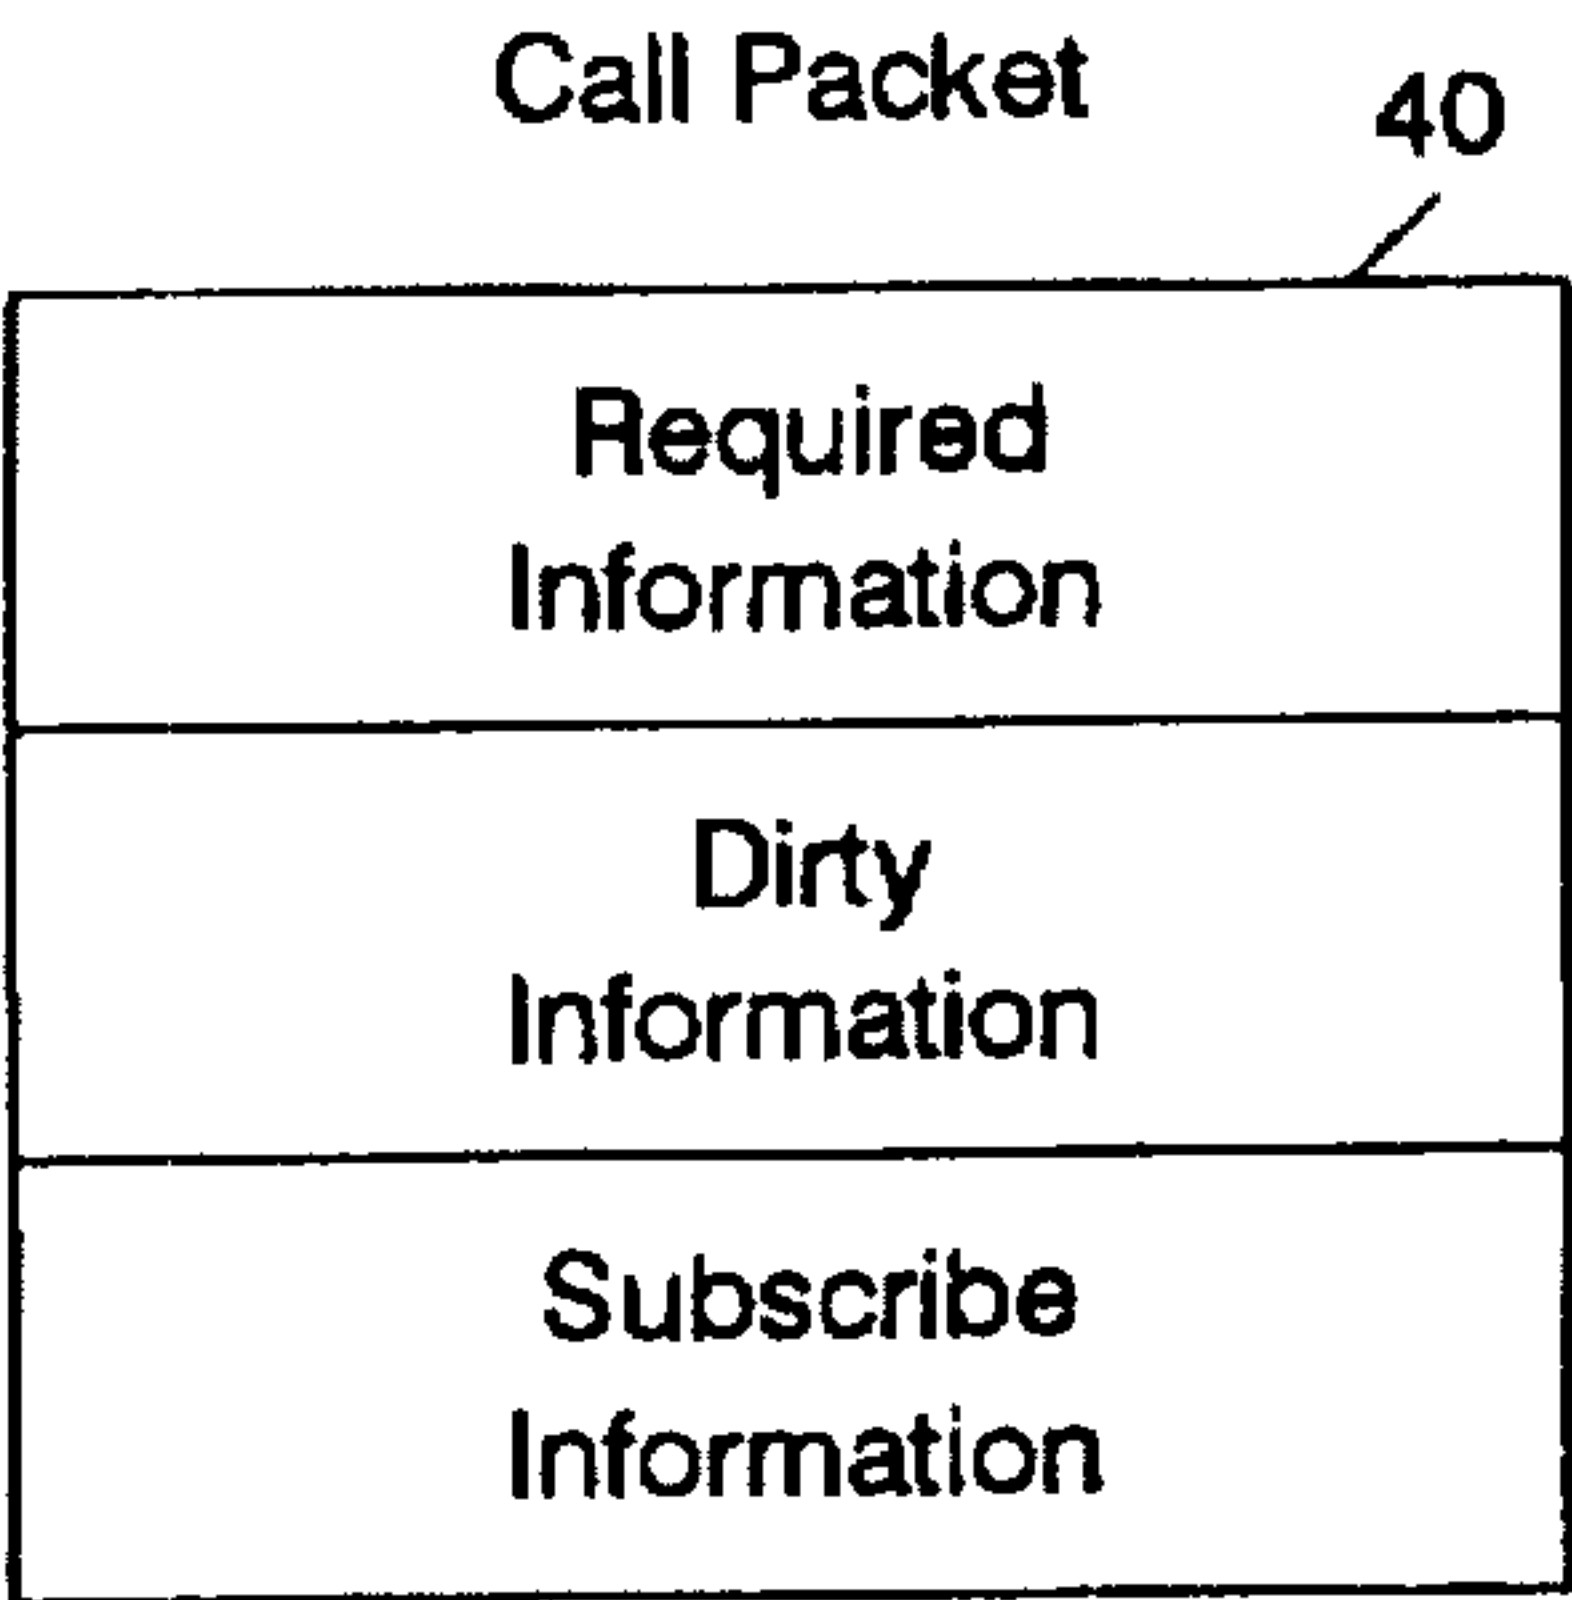 Call Packet
40
Required
Information
Dirty
Information
Subscribe
Information